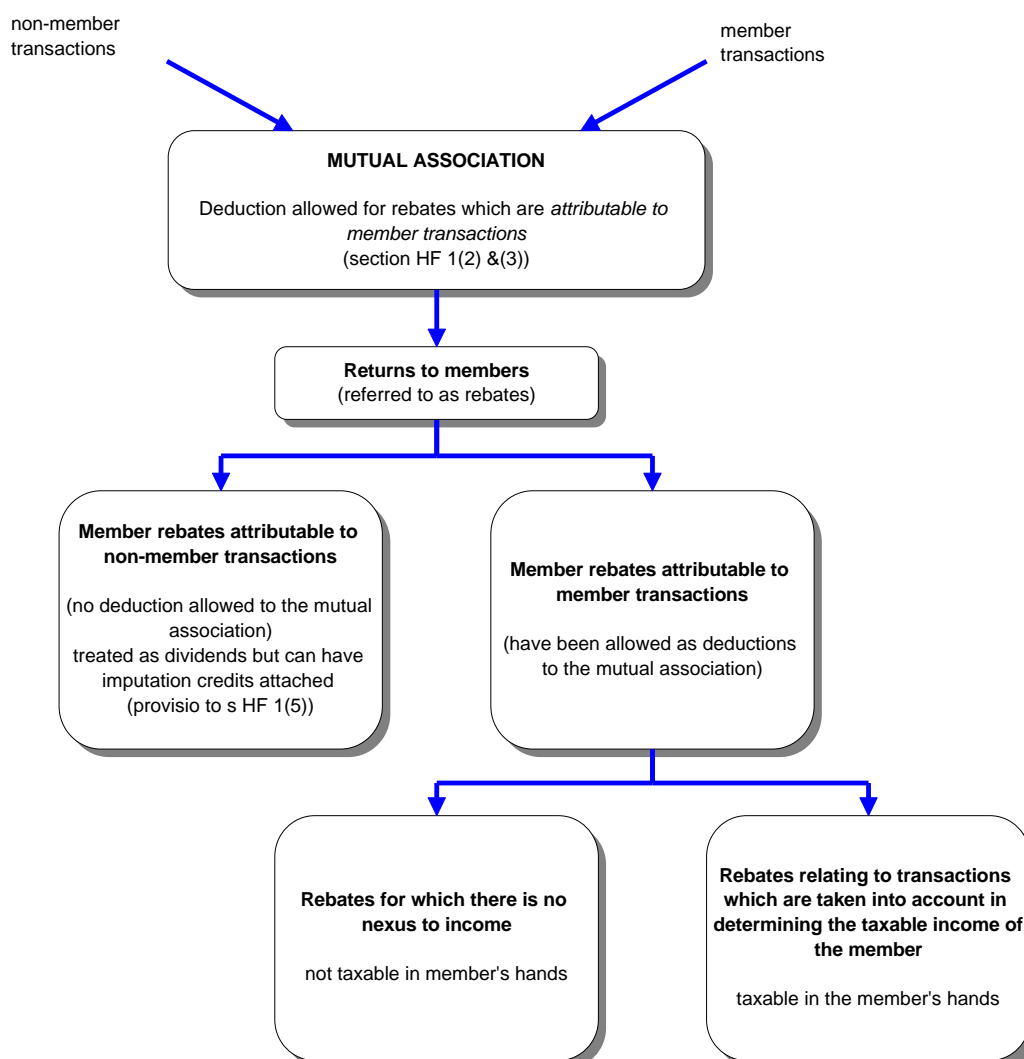 non-member
transactions
member
transactions
MUTUAL ASSOCIATION
Deduction allowed for rebates which are attributable to
member transactions
(section HF 1(2) &(3))
Returns to members
(referred to as rebates)
Member rebates attributable to
non-member transactions
(no deduction allowed to the mutual
association)
treated as dividends but can have
imputation credits attached
(provisio to s HF 1(5))
Member rebates attributable to
member transactions
(have been allowed as deductions
to the mutual association)
Rebates for which there is no
nexus to income
not taxable in member's hands
Rebates relating to transactions
which are taken into account in
determining the taxable income of
the member
taxable in the member's hands